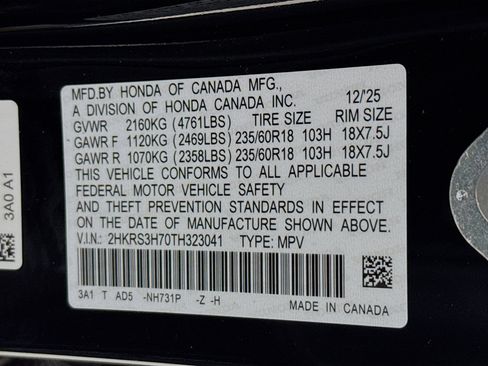 MFD.BY HONDA OF CANADA MFG.,
A DIVISION OF HONDA CANADA INC. 12/'25
GVWR 2160KG (4761LBS) TIRE SIZE RIM SIZE
GAWR F 1120KG (2469LBS) 235/60R18 103H 18X7.5J
GAWR R 1070KG (2358LBS) 235/60R18 103H 18X7.5J
THIS VEHICLE CONFORMS TO ALL APPLICABLE
FEDERAL MOTOR VEHICLE SAFETY
AND THEFT PREVENTION STANDARDS IN EFFECT
ON THE DATE OF MANUFACTURE SHOWN ABOVE.
V.I.N: 2HKRS3H70TH323041 TYPE: MPV
3A1 T AD5 -NH731P -Z -H
MADE IN CANADA
3A0 A1